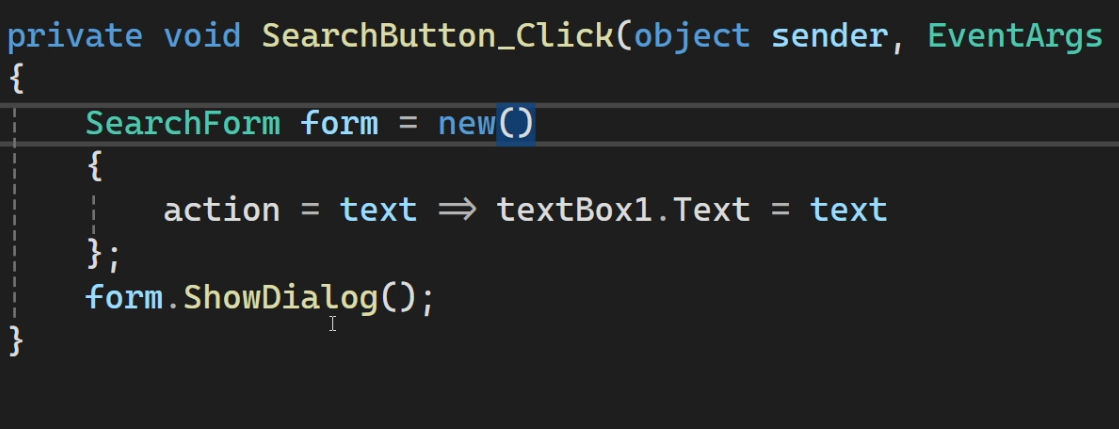 private void SearchButton_Click(object sender, EventArgs
{
    SearchForm form = new()
    {
        action = text => textBox1.Text = text
    };
    form.ShowDialog();
}